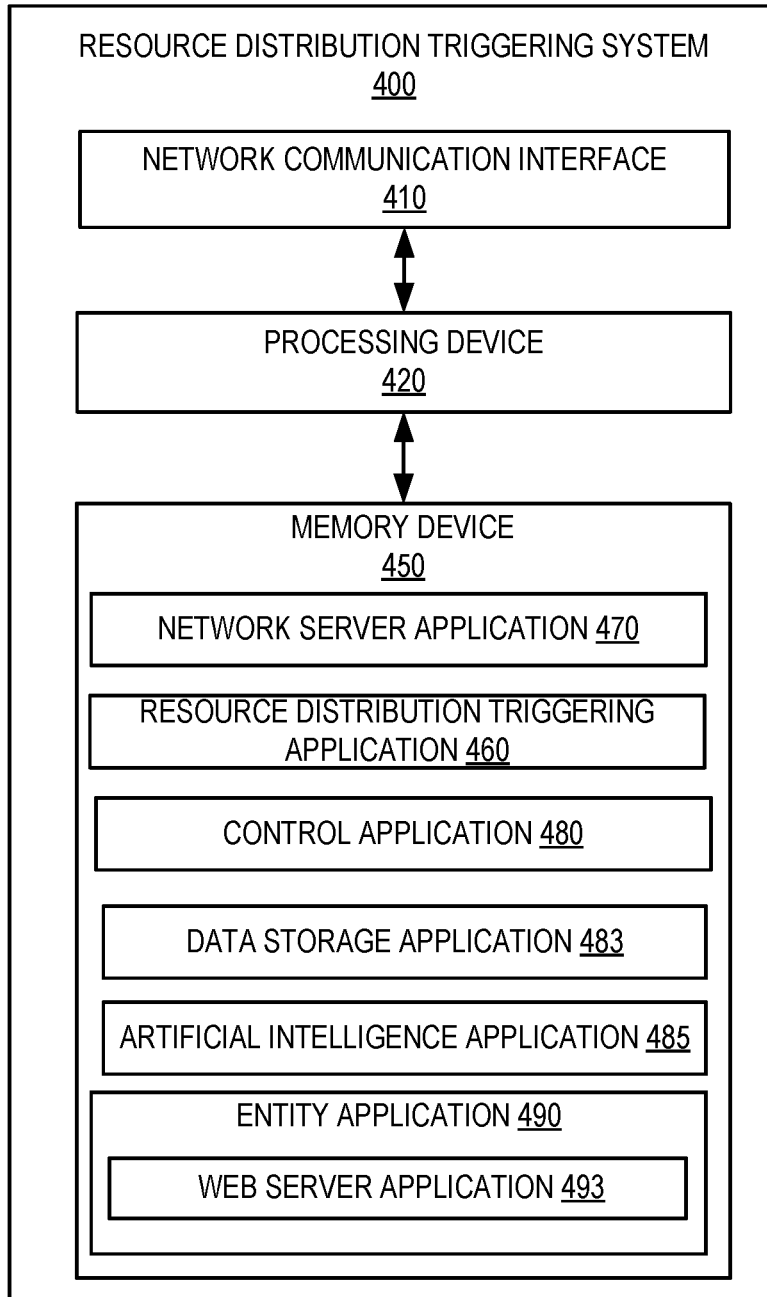 RESOURCE DISTRIBUTION TRIGGERING SYSTEM
400
NETWORK COMMUNICATION INTERFACE
410
PROCESSING DEVICE
420
MEMORY DEVICE
450
NETWORK SERVER APPLICATION 470
RESOURCE DISTRIBUTION TRIGGERING
APPLICATION 460
CONTROL APPLICATION 480
DATA STORAGE APPLICATION 483
ARTIFICIAL INTELLIGENCE APPLICATION 485
ENTITY APPLICATION 490
WEB SERVER APPLICATION 493